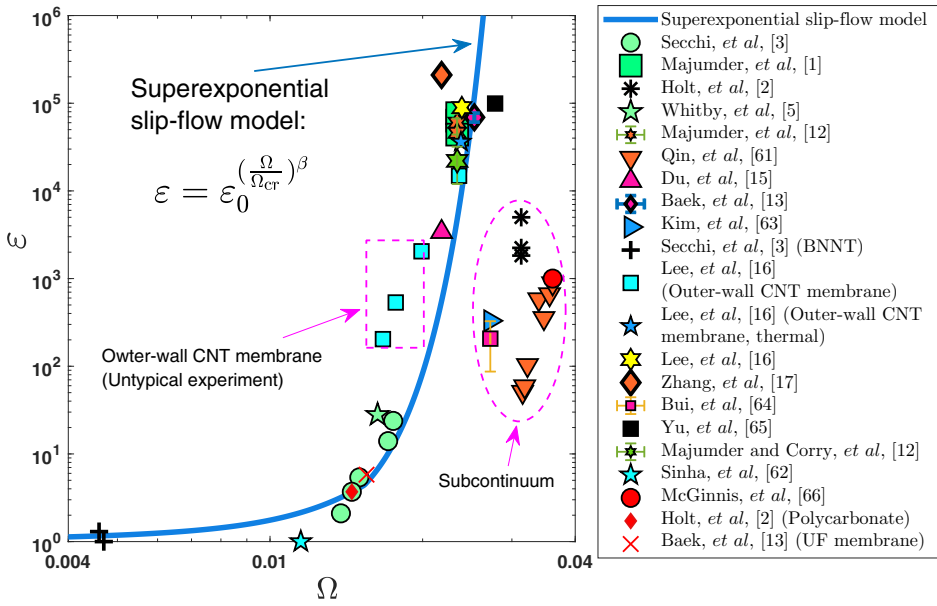 10^6
10^5
10^4
10^3
10^2
10^1
10^0
ε
Superexponential
slip-flow model:
ε = ε_0^{(Ω/Ω_cr)^β}
Owter-wall CNT membrane
(Untypical experiment)
Subcontinuum
0.004
0.01
0.04
Ω
Superexponential slip-flow model
Secchi, et al, [3]
Majumder, et al, [1]
Holt, et al, [2]
Whitby, et al, [5]
Majumder, et al, [12]
Qin, et al, [61]
Du, et al, [15]
Baek, et al, [13]
Kim, et al, [63]
Secchi, et al, [3] (BNNT)
Lee, et al, [16]
(Outer-wall CNT membrane)
Lee, et al, [16] (Outer-wall CNT
membrane, thermal)
Lee, et al, [16]
Zhang, et al, [17]
Bui, et al, [64]
Yu, et al, [65]
Majumder and Corry, et al, [12]
Sinha, et al, [62]
McGinnis, et al, [66]
Holt, et al, [2] (Polycarbonate)
Baek, et al, [13] (UF membrane)